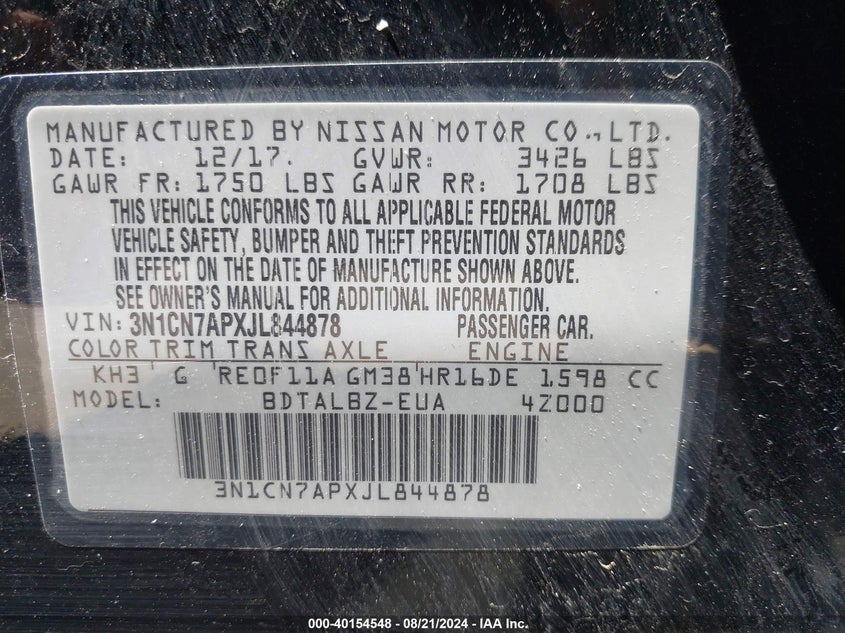 MANUFACTURED BY NISSAN MOTOR CO., LTD.
DATE: 12/17. GVWR: 3426 LBS
GAWR FR: 1750 LBS GAWR RR: 1708 LBS
THIS VEHICLE CONFORMS TO ALL APPLICABLE FEDERAL MOTOR
VEHICLE SAFETY, BUMPER AND THEFT PREVENTION STANDARDS
IN EFFECT ON THE DATE OF MANUFACTURE SHOWN ABOVE.
SEE OWNER'S MANUAL FOR ADDITIONAL INFORMATION.
VIN: 3N1CN7APXJL844878 PASSENGER CAR.
COLOR TRIM TRANS AXLE ENGINE
KH3 G RE0F11A GM38 HR16DE 1598 CC
MODEL: BDTALBZ-EUA 4Z000
3N1CN7APXJL844878
000-40154548 - 08/21/2024 - IAA Inc.